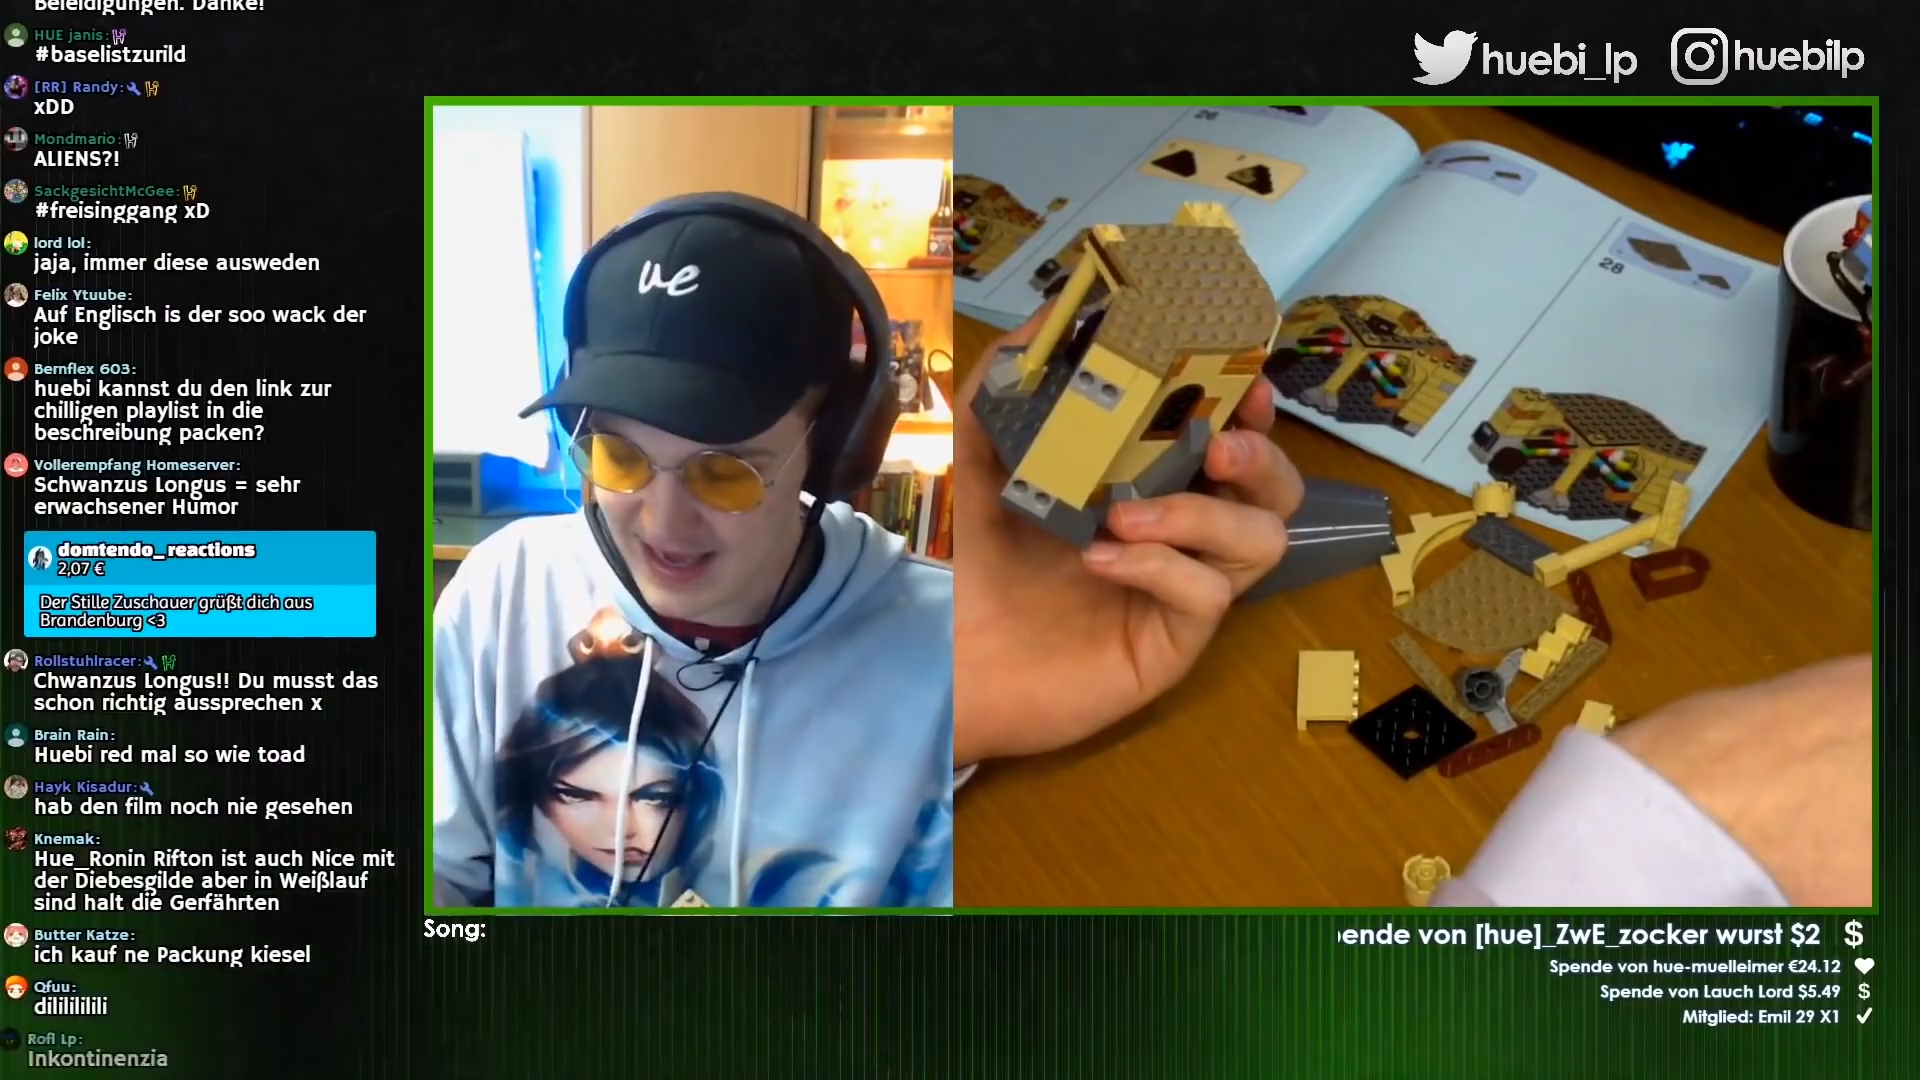 Beleidigungen. Danke!
HUE janis:
#baselistzurild
[RR] Randy:
xDD
Mondmario:
ALIENS?!
SackgesichtMcGee:
#freisinggang xD
lord lol:
jaja, immer diese ausweden
Felix Ytuube:
Auf Englisch is der soo wack der
joke
Bernflex 603:
huebi kannst du den link zur
chilligen playlist in die
beschreibung packen?
Vollerempfang Homeserver:
Schwanzus Longus = sehr
erwachsener Humor
domtendo_reactions
2,07 €
Der Stille Zuschauer grüßt dich aus
Brandenburg <3
Rollstuhlracer:
Chwanzus Longus!! Du musst das
schon richtig aussprechen x
Brain Rain:
Huebi red mal so wie toad
Hayk Kisadur:
hab den film noch nie gesehen
Knemak:
Hue_Ronin Rifton ist auch Nice mit
der Diebesgilde aber in Weißlauf
sind halt die Gerfährten
Butter Katze:
ich kauf ne Packung kiesel
Qfuu:
dililililili
Rofl Lp:
Inkontinenzia
huebi_lp
huebilp
ue
26
28
Song:
ende von [hue]_ZwE_zocker wurst $2 $
Spende von hue-muelleimer €24.12
Spende von Lauch Lord $5.49 $
Mitglied: Emil 29 X1